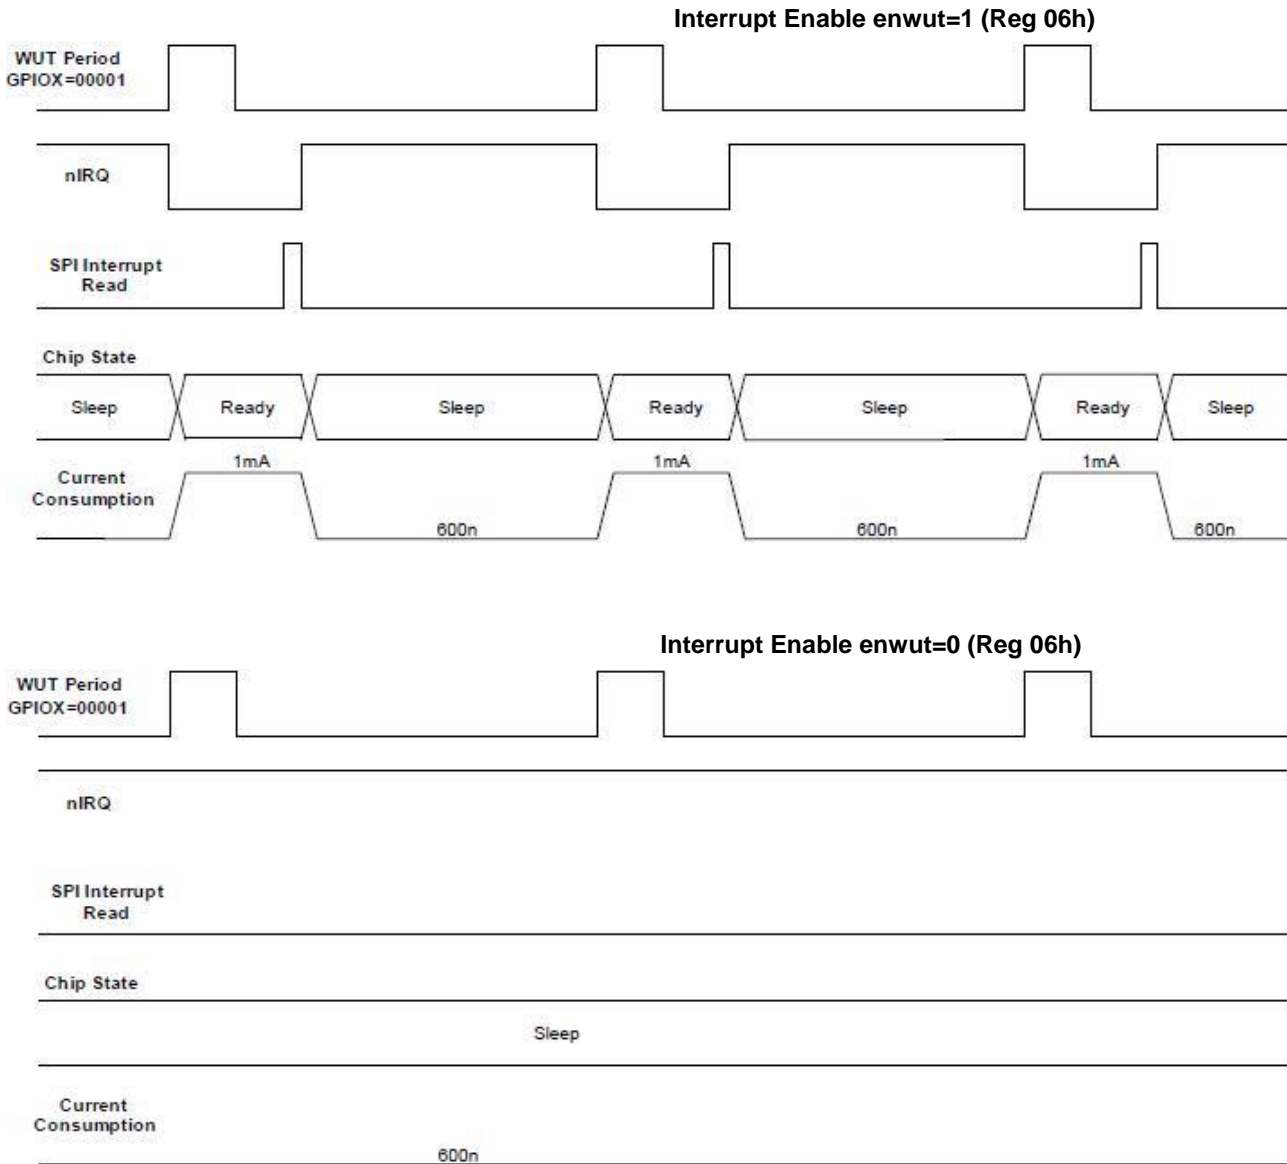 Interrupt Enable enwut=1 (Reg 06h)
WUT Period
GPIOX=00001
nIRQ
SPI Interrupt
Read
Chip State
Sleep Ready Sleep Ready Sleep Ready Sleep
1mA 1mA 1mA
Current
Consumption
600n 600n 600n
Interrupt Enable enwut=0 (Reg 06h)
WUT Period
GPIOX=00001
nIRQ
SPI Interrupt
Read
Chip State
Sleep
Current
Consumption
600n